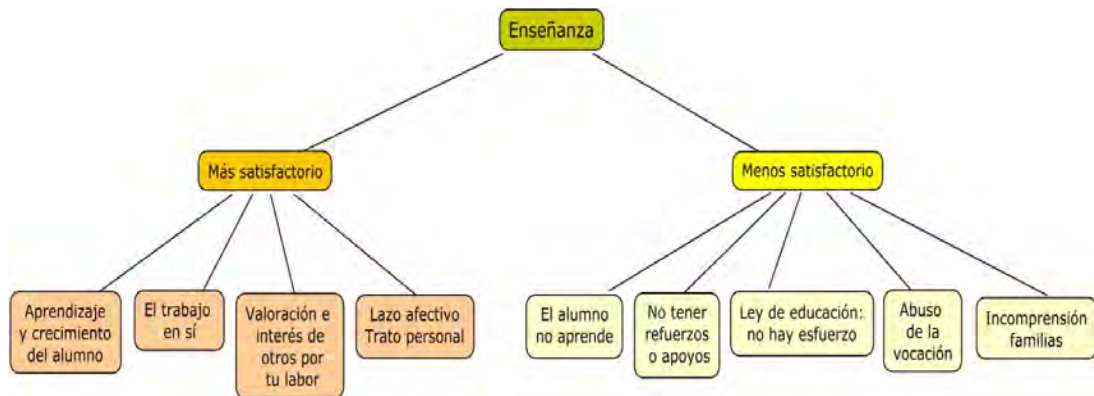 Enseñanza
Más satisfactorio
Menos satisfactorio
Aprendizaje
y crecimiento
del alumno
El trabajo
en sí
Valoración e
interés de
otros por
tu labor
Lazo afectivo
Trato personal
El alumno
no aprende
No tener
refuerzos
o apoyos
Ley de educación:
no hay esfuerzo
Abuso
de la
vocación
Incomprensión
familias